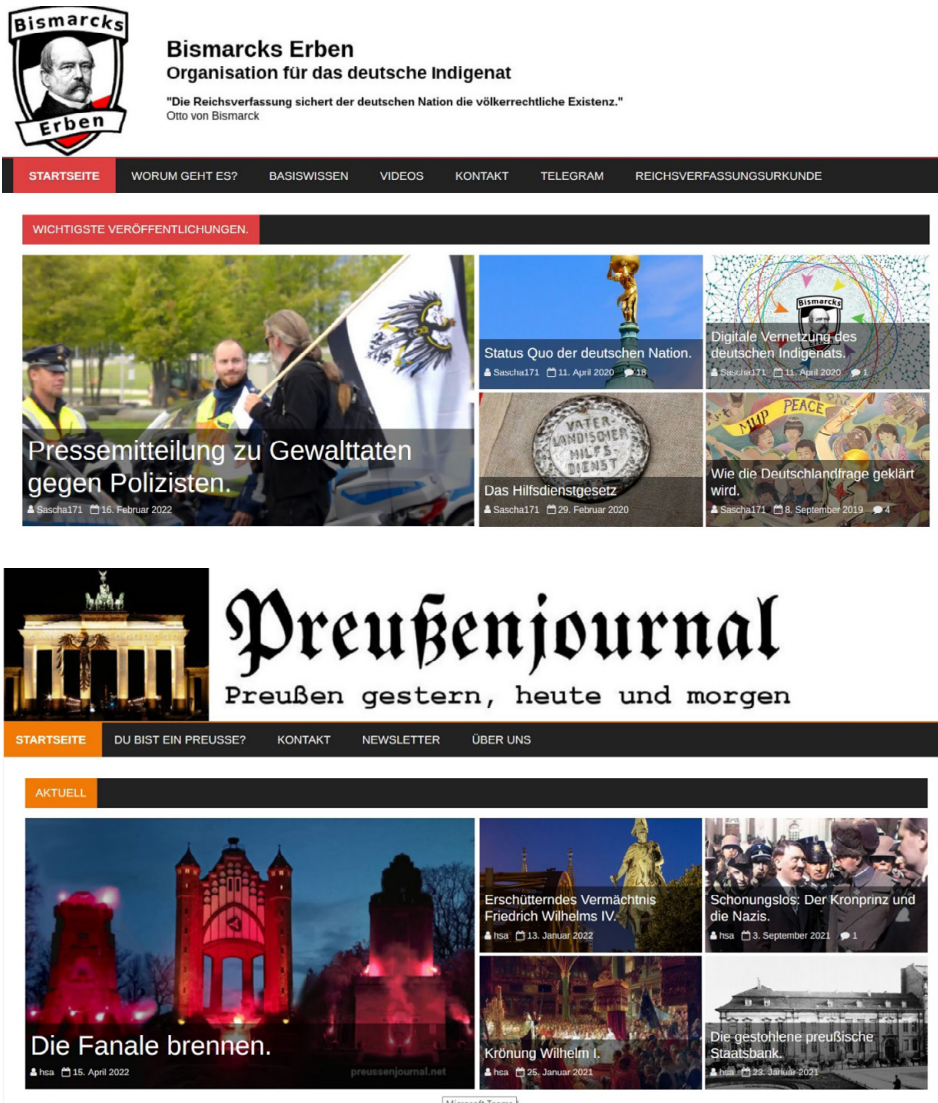 Bismarcks
Erben
Bismarcks Erben
Organisation für das deutsche Indigenat
"Die Reichsverfassung sichert der deutschen Nation die völkerrechtliche Existenz."
Otto von Bismarck
STARTSEITE WORUM GEHT ES? BASISWISSEN VIDEOS KONTAKT TELEGRAM REICHSVERFASSUNGSURKUNDE
WICHTIGSTE VERÖFFENTLICHUNGEN.
Pressemitteilung zu Gewalttaten
gegen Polizisten.
Sascha171 16. Februar 2022
Status Quo der deutschen Nation.
Sascha171 11. April 2020 18
Bismarcks
Digitale Vernetzung des
deutschen Indigenats.
Sascha171 11. April 2020 1
VATER-
LÄNDISCHER
HILFS-
DIENST
Das Hilfsdienstgesetz
Sascha171 29. Februar 2020
MUP PEACE
Wie die Deutschlandfrage geklärt
wird.
Sascha171 8. September 2019 4
Preußenjournal
Preußen gestern, heute und morgen
STARTSEITE DU BIST EIN PREUSSE? KONTAKT NEWSLETTER ÜBER UNS
AKTUELL
Die Fanale brennen.
hsa 15. April 2022
preussenjournal.net
Erschütterndes Vermächtnis
Friedrich Wilhelms IV.
hsa 13. Januar 2022
Schonungslos: Der Kronprinz und
die Nazis.
hsa 3. September 2021 1
Krönung Wilhelm I.
hsa 25. Januar 2021
Die gestohlene preußische
Staatsbank.
hsa 23. Januar 2021
Microsoft Teams